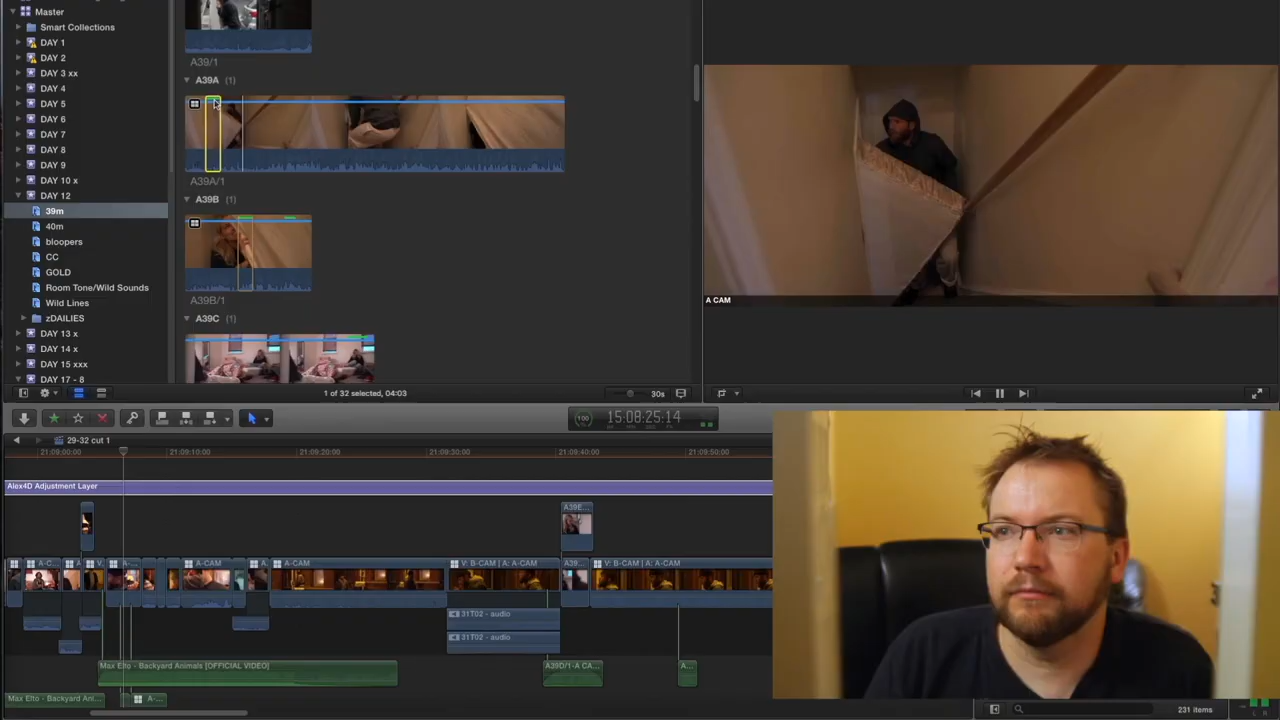 Master
Smart Collections
DAY 1
DAY 2
DAY 3 xx
DAY 4
DAY 5
DAY 6
DAY 7
DAY 8
DAY 9
DAY 10 x
DAY 12
39m
40m
bloopers
CC
GOLD
Room Tone/Wild Sounds
Wild Lines
zDAILIES
DAY 13 x
DAY 14 x
DAY 15 xxx
DAY 17 - 8
A39/1
A39A (1)
A39A/1
A39B (1)
A39B/1
A39C (1)
1 of 32 selected, 04:03
30s
A CAM
100
15:08:25:14
29-32 cut 1
21:09:00:00
21:09:10:00
21:09:20:00
21:09:30:00
21:09:40:00
21:09:50:00
Alex4D Adjustment Layer
A39E...
A-C...
A
V.
A-...
A-CAM
A.
A-CAM
V: B-CAM | A: A-CAM
A39...
V: B-CAM | A: A-CAM
31T02 - audio
31T02 - audio
Max Elto - Backyard Animals [OFFICIAL VIDEO]
A39D/1-A CA...
A...
Max Elto - Backyard Ani...
A-...
231 items